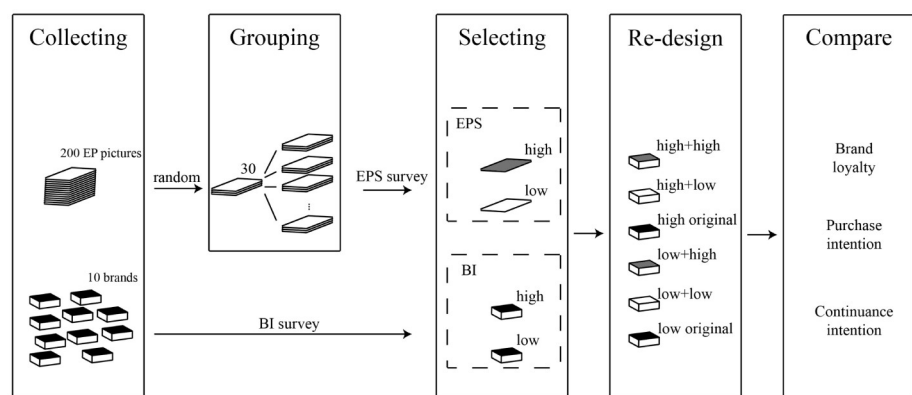 Collecting
200 EP pictures
10 brands
random
BI survey
Grouping
30
...
EPS survey
Selecting
EPS
high
low
BI
high
low
Re-design
high+high
high+low
high original
low+high
low+low
low original
Compare
Brand
loyalty
Purchase
intention
Continuance
intention